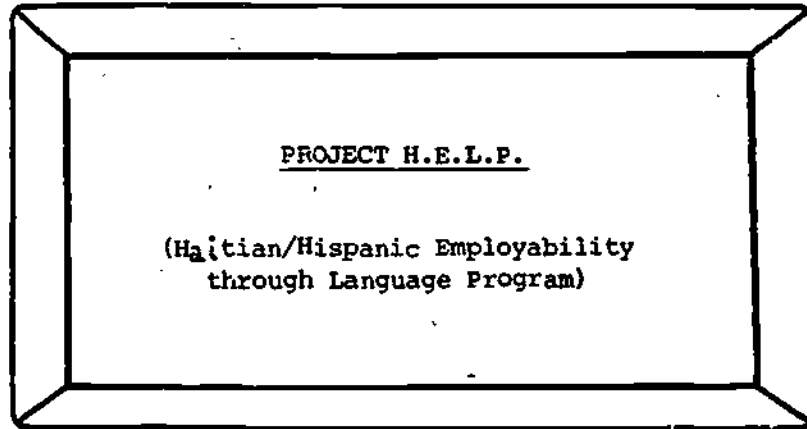 PROJECT H.E.L.P.
(Haitian/Hispanic Employability
through Language Program)